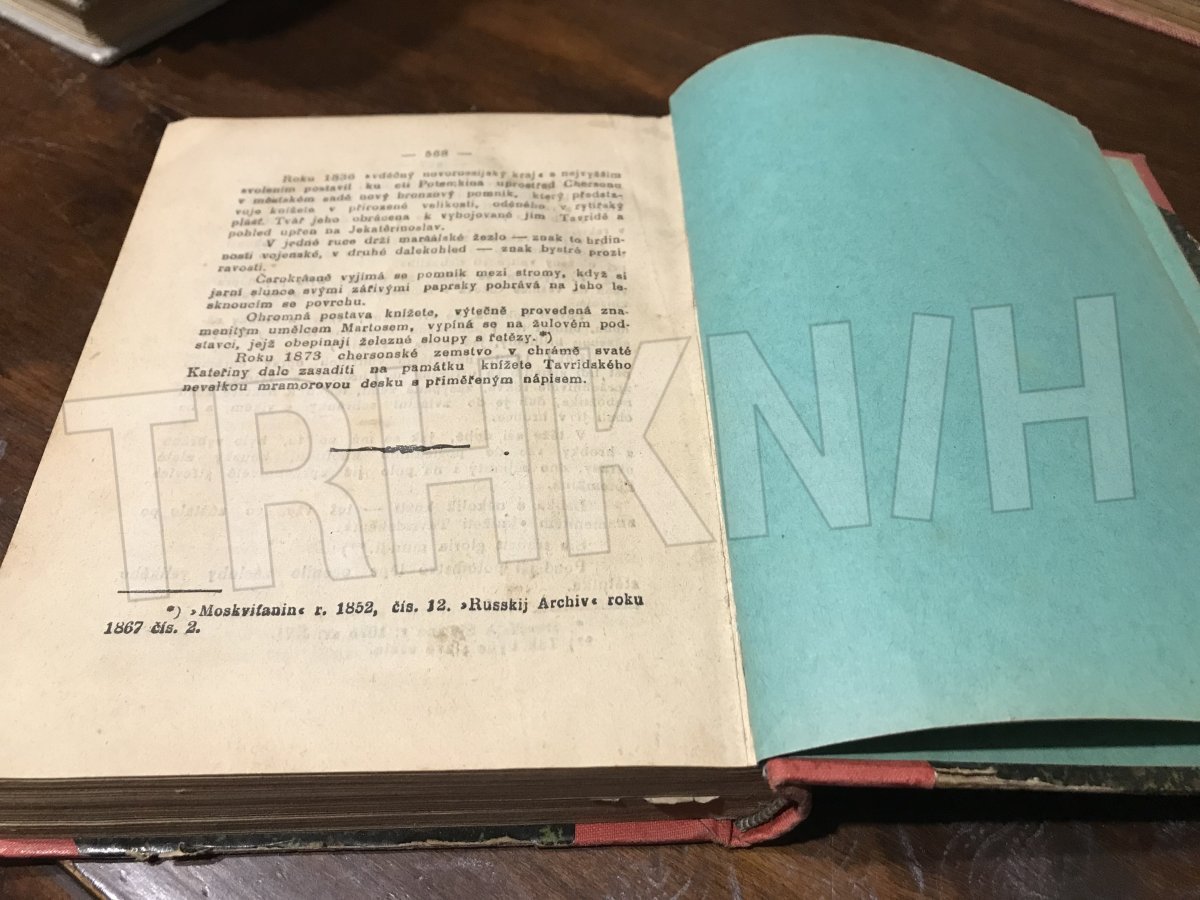 — 568 —
Roku 1836 »vděčný novorussijský kraj« s nejvyšším
svolením postavil ku cti Potemkina uprostřed Chersonu
v městském sadě nový bronzový pomník, který představ-
vuje knížete v přirozené velikosti, oděného v rytířský
plášť. Tvář jeho obrácena k vybojované jím Tavridě a
pohled upřen na Jekatěrinoslav.
V jedné ruce drží maršálské žezlo — znak to hrdin-
nosti vojenské, v druhé dalekohled — znak bystré prozí-
ravosti.
Čarokrásně vyjímá se pomník mezi stromy, když si
jarní slunce svými zářivými paprsky pohrává na jeho le-
sknoucím se povrchu.
Ohromná postava knížete, výtečně provedená zna-
menitým umělcem Martosem, vypíná se na žulovém pod-
stavci, jejž obepínají železné sloupy s řetězy.*)
Roku 1873 chersonské zemstvo v chrámě svaté
Kateřiny dalo zasaditi na památku knížete Tavridského
nevelkou mramorovou desku s přiměřeným nápisem.
*) »Moskviťanin« r. 1852, čís. 12. »Russkij Archiv« roku
1867 čís. 2.
TRHKNIH